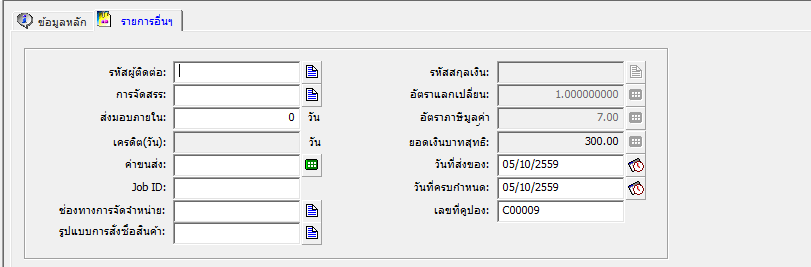 ข้อมูลหลัก รายการอื่นๆ
รหัสผู้ติดต่อ: รหัสสกุลเงิน:
การจัดสรร: อัตราแลกเปลี่ยน: 1.000000000
ส่งมอบภายใน: 0 วัน อัตราภาษีมูลค่า 7.00
เครดิต(วัน): วัน ยอดเงินบาทสุทธิ: 300.00
ค่าขนส่ง: วันที่ส่งของ: 05/10/2559
Job ID: วันที่ครบกำหนด: 05/10/2559
ช่องทางการจัดจำหน่าย: เลขที่คูปอง: C00009
รูปแบบการสั่งซื้อสินค้า: